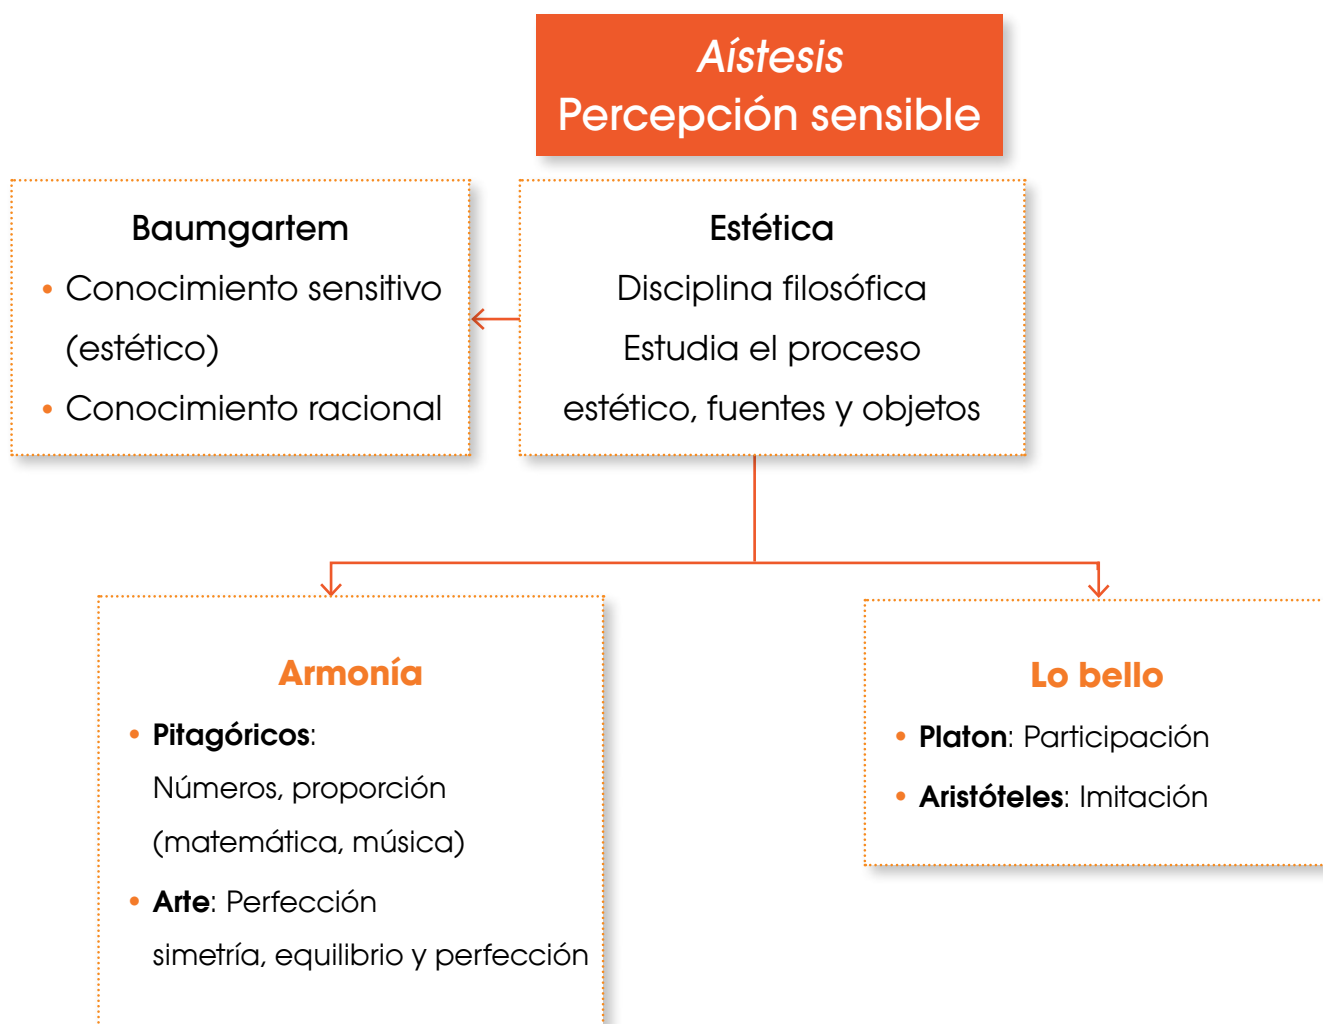 Aístesis
Percepción sensible
Baumgartem
• Conocimiento sensitivo
(estético)
• Conocimiento racional
Estética
Disciplina filosófica
Estudia el proceso
estético, fuentes y objetos
Armonía
• Pitagóricos:
Números, proporción
(matemática, música)
• Arte: Perfección
simetría, equilibrio y perfección
Lo bello
• Platon: Participación
• Aristóteles: Imitación